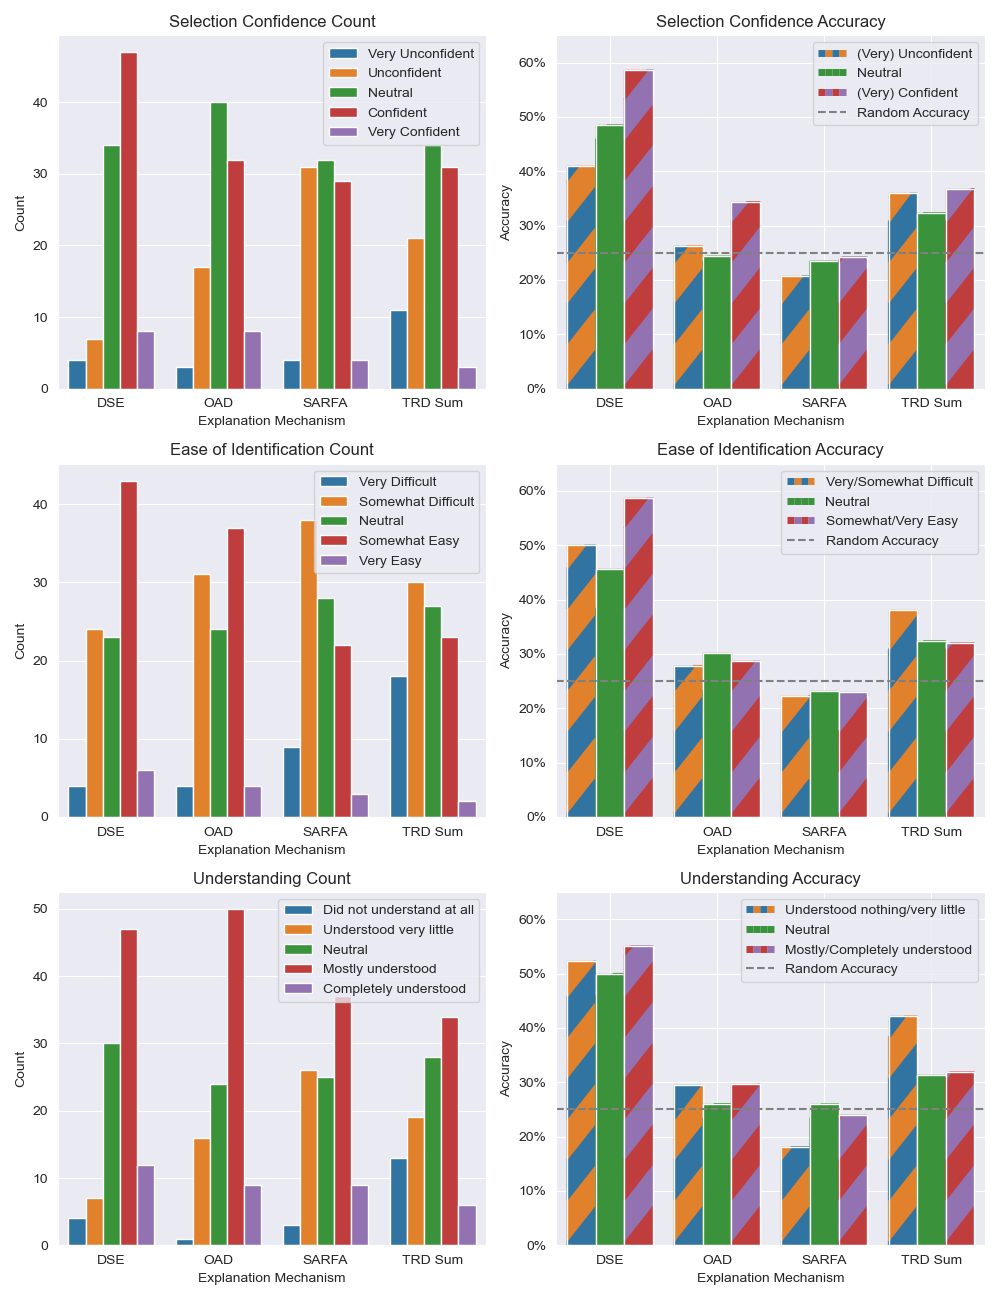 Selection Confidence Count
Very Unconfident
Unconfident
Neutral
Confident
Very Confident
40
30
20
10
0
Count
DSE OAD SARFA TRD Sum
Explanation Mechanism
Selection Confidence Accuracy
(Very) Unconfident
Neutral
(Very) Confident
Random Accuracy
60%
50%
40%
30%
20%
10%
0%
Accuracy
DSE OAD SARFA TRD Sum
Explanation Mechanism
Ease of Identification Count
Very Difficult
Somewhat Difficult
Neutral
Somewhat Easy
Very Easy
40
30
20
10
0
Count
DSE OAD SARFA TRD Sum
Explanation Mechanism
Ease of Identification Accuracy
Very/Somewhat Difficult
Neutral
Somewhat/Very Easy
Random Accuracy
60%
50%
40%
30%
20%
10%
0%
Accuracy
DSE OAD SARFA TRD Sum
Explanation Mechanism
Understanding Count
Did not understand at all
Understood very little
Neutral
Mostly understood
Completely understood
50
40
30
20
10
0
Count
DSE OAD SARFA TRD Sum
Explanation Mechanism
Understanding Accuracy
Understood nothing/very little
Neutral
Mostly/Completely understood
Random Accuracy
60%
50%
40%
30%
20%
10%
0%
Accuracy
DSE OAD SARFA TRD Sum
Explanation Mechanism